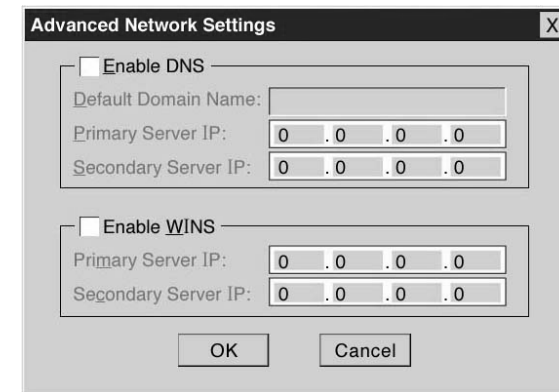 Advanced Network Settings X
Enable DNS
Default Domain Name:
Primary Server IP: 0 . 0 . 0 . 0
Secondary Server IP: 0 . 0 . 0 . 0
Enable WINS
Primary Server IP: 0 . 0 . 0 . 0
Secondary Server IP: 0 . 0 . 0 . 0
OK Cancel